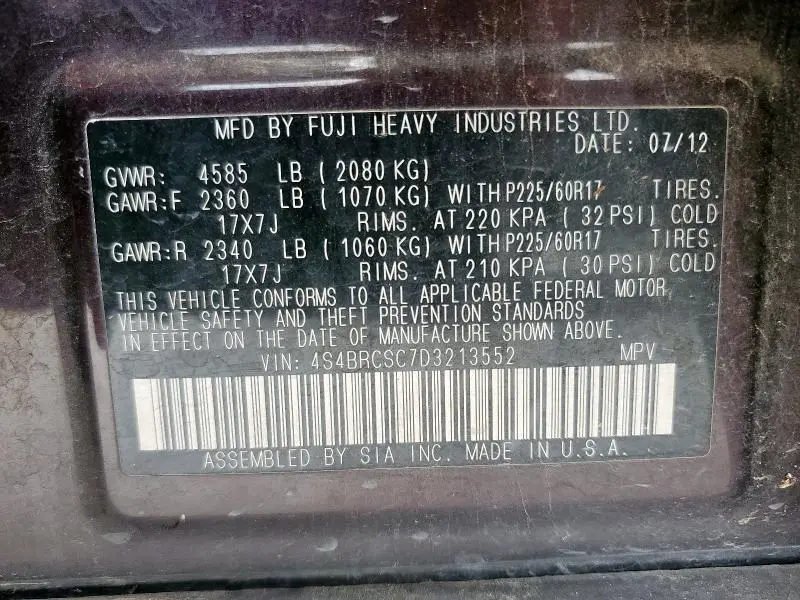 MFD BY FUJI HEAVY INDUSTRIES LTD.
DATE: 07/12
GVWR: 4585 LB ( 2080 KG)
GAWR:F 2360 LB ( 1070 KG) WITH P225/60R17 TIRES.
17X7J RIMS. AT 220 KPA ( 32 PSI) COLD
GAWR:R 2340 LB ( 1060 KG) WITH P225/60R17 TIRES.
17X7J RIMS. AT 210 KPA ( 30 PSI) COLD
THIS VEHICLE CONFORMS TO ALL APPLICABLE FEDERAL MOTOR
VEHICLE SAFETY AND THEFT PREVENTION STANDARDS
IN EFFECT ON THE DATE OF MANUFACTURE SHOWN ABOVE.
VIN: 4S4BRCSC7D3213552 MPV
ASSEMBLED BY SIA INC. MADE IN U.S.A.